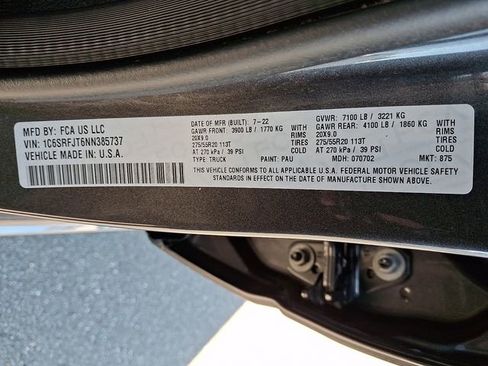 MFD BY: FCA US LLC
VIN: 1C6SRFJT6NN385737
VEHICLE MADE IN: U.S.A.
DATE OF MFR (BUILT): 7-22
GAWR FRONT: 3900 LB / 1770 KG
WITH
20X9.0 RIMS
275/55R20 113T TIRES
AT 270 kPa / 39 PSI COLD
TYPE: TRUCK PAINT: PAU VEH: 070702 MKT: 875
GVWR: 7100 LB / 3221 KG
GAWR REAR: 4100 LB / 1860 KG
WITH
20X9.0 RIMS
275/55R20 113T TIRES
AT 270 kPa / 39 PSI COLD
THIS VEHICLE CONFORMS TO ALL APPLICABLE U.S.A. FEDERAL MOTOR VEHICLE SAFETY
STANDARDS IN EFFECT ON THE DATE OF MANUFACTURE SHOWN ABOVE.